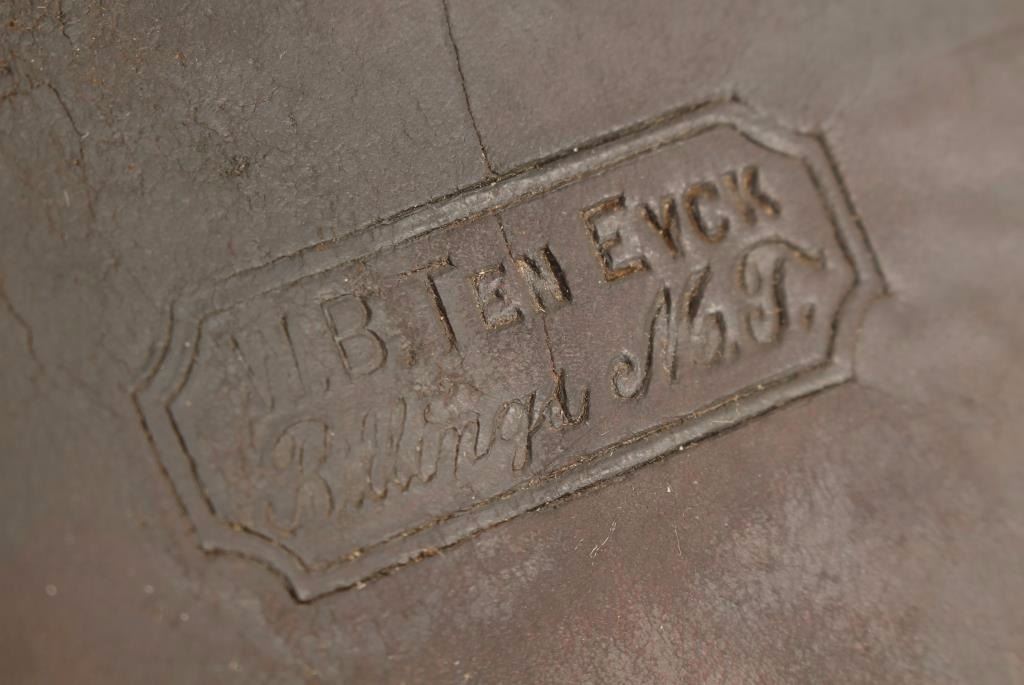 W.B. TEN EYCK
Billings M.T.